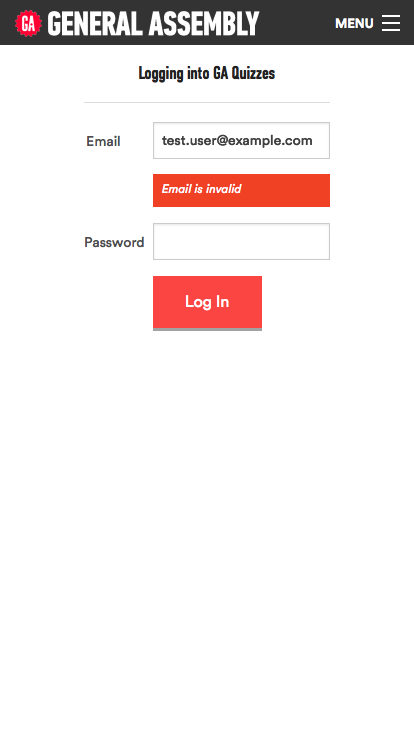 GA GENERAL ASSEMBLY MENU
Logging into GA Quizzes
Email test.user@example.com
Email is invalid
Password
Log In